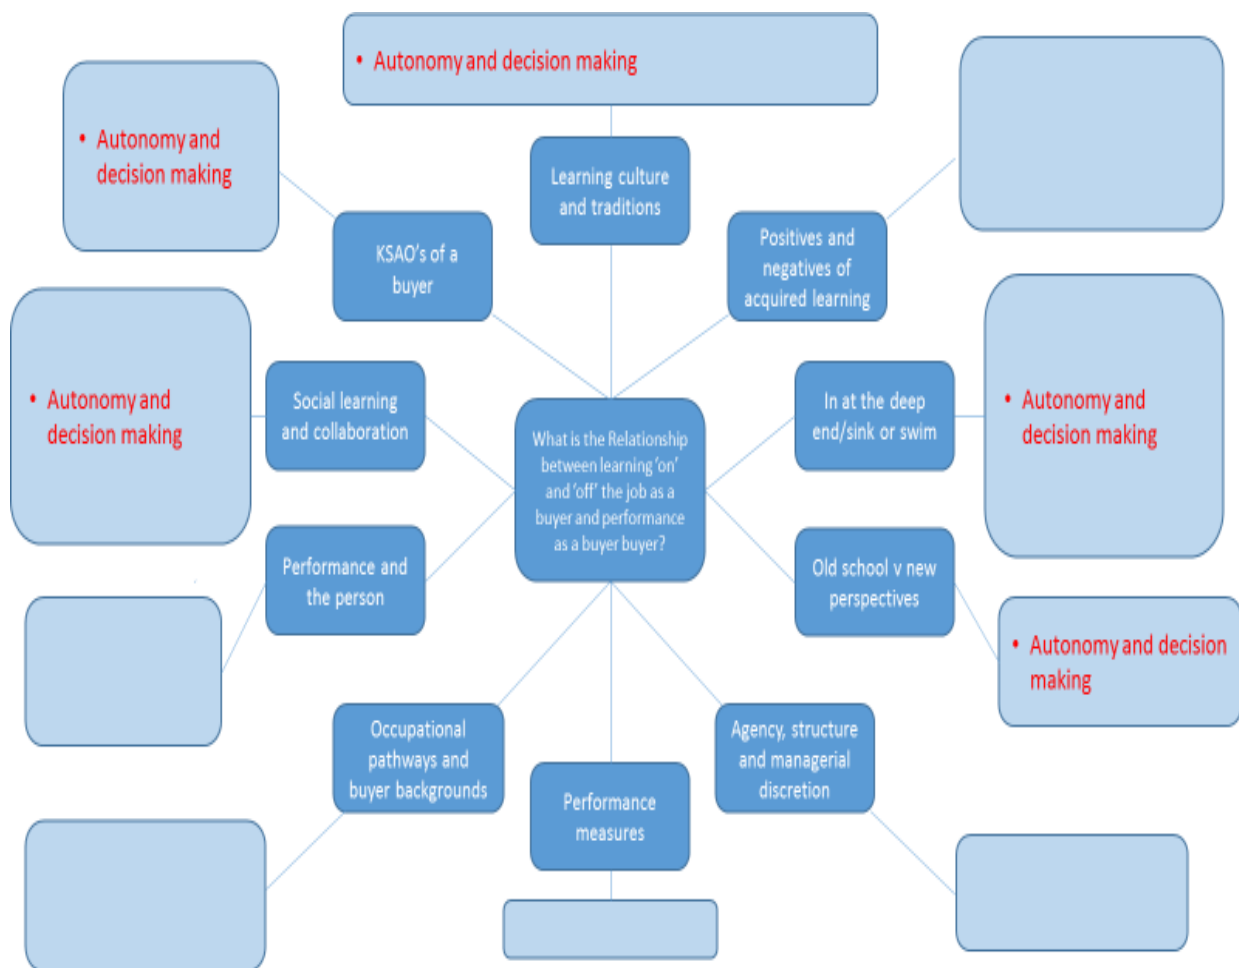 • Autonomy and decision making
• Autonomy and
decision making
Learning culture
and traditions
KSAO's of a
buyer
Positives and
negatives of
acquired learning
• Autonomy and
decision making
Social learning
and collaboration
What is the Relationship
between learning 'on'
and 'off' the job as a
buyer and performance
as a buyer buyer?
In at the deep
end/sink or swim
• Autonomy and
decision making
Performance and
the person
Old school v new
perspectives
• Autonomy and decision
making
Occupational
pathways and
buyer backgrounds
Performance
measures
Agency, structure
and managerial
discretion